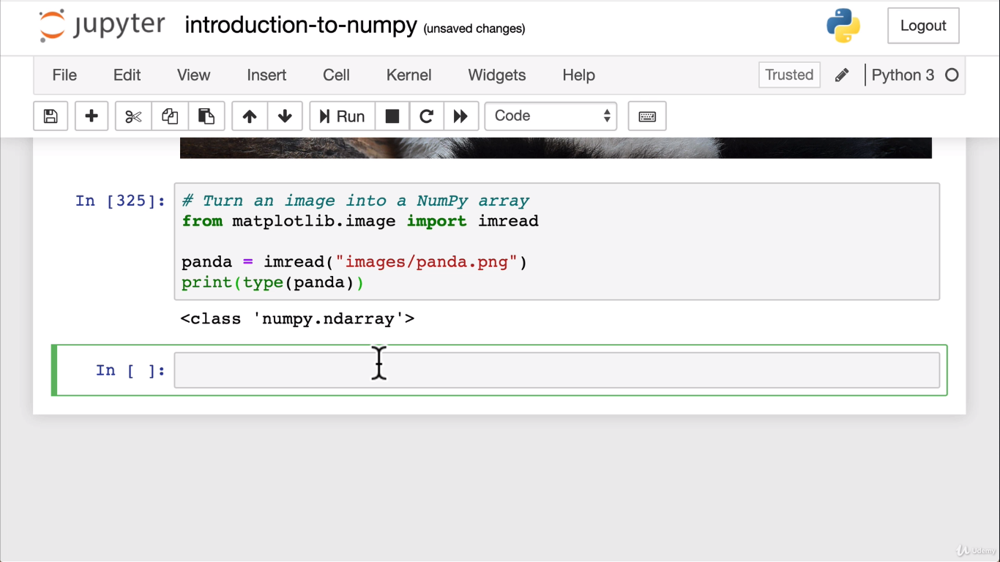 jupyter introduction-to-numpy (unsaved changes) Logout
File Edit View Insert Cell Kernel Widgets Help Trusted Python 3
Run Code
In [325]: # Turn an image into a NumPy array
from matplotlib.image import imread
panda = imread("images/panda.png")
print(type(panda))
<class 'numpy.ndarray'>
In [ ]:
Udemy